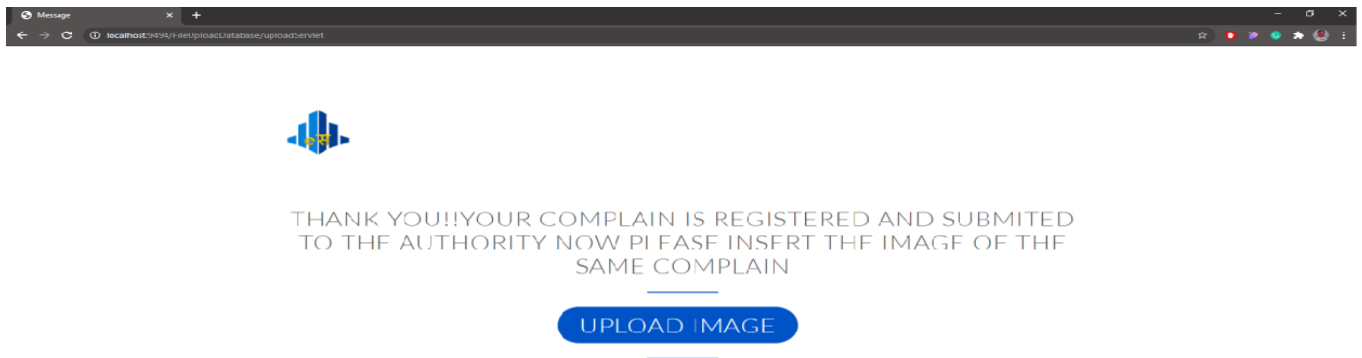 Message
localhost:9494/FileUploadDatabase/uploadServlet
स
THANK YOU!!YOUR COMPLAIN IS REGISTERED AND SUBMITED
TO THE AUTHORITY NOW PLEASE INSERT THE IMAGE OF THE
SAME COMPLAIN
UPLOAD IMAGE